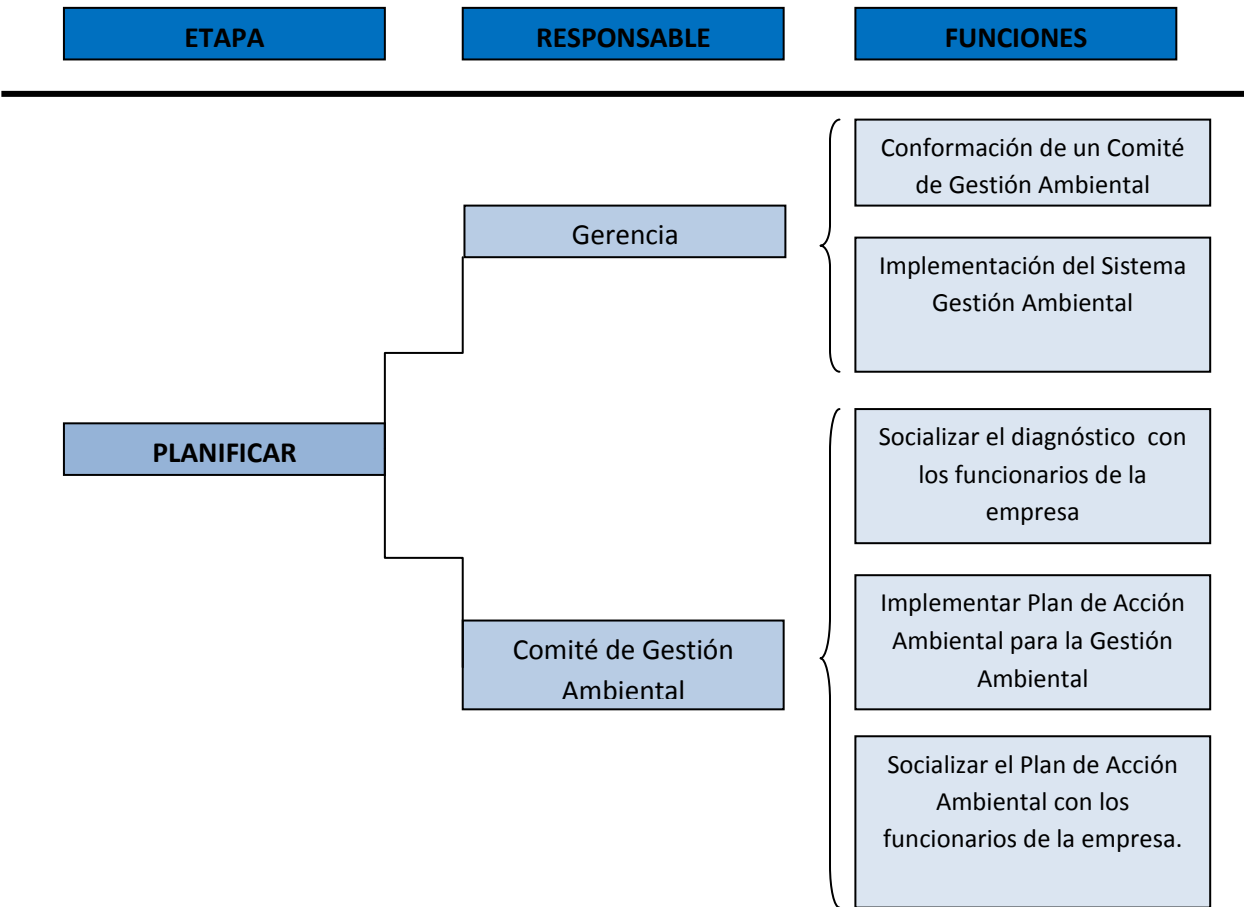 ETAPA
RESPONSABLE
FUNCIONES
Conformación de un Comité
de Gestión Ambiental
Gerencia
Implementación del Sistema
Gestión Ambiental
PLANIFICAR
Socializar el diagnóstico con
los funcionarios de la
empresa
Comité de Gestión
Ambiental
Implementar Plan de Acción
Ambiental para la Gestión
Ambiental
Socializar el Plan de Acción
Ambiental con los
funcionarios de la empresa.